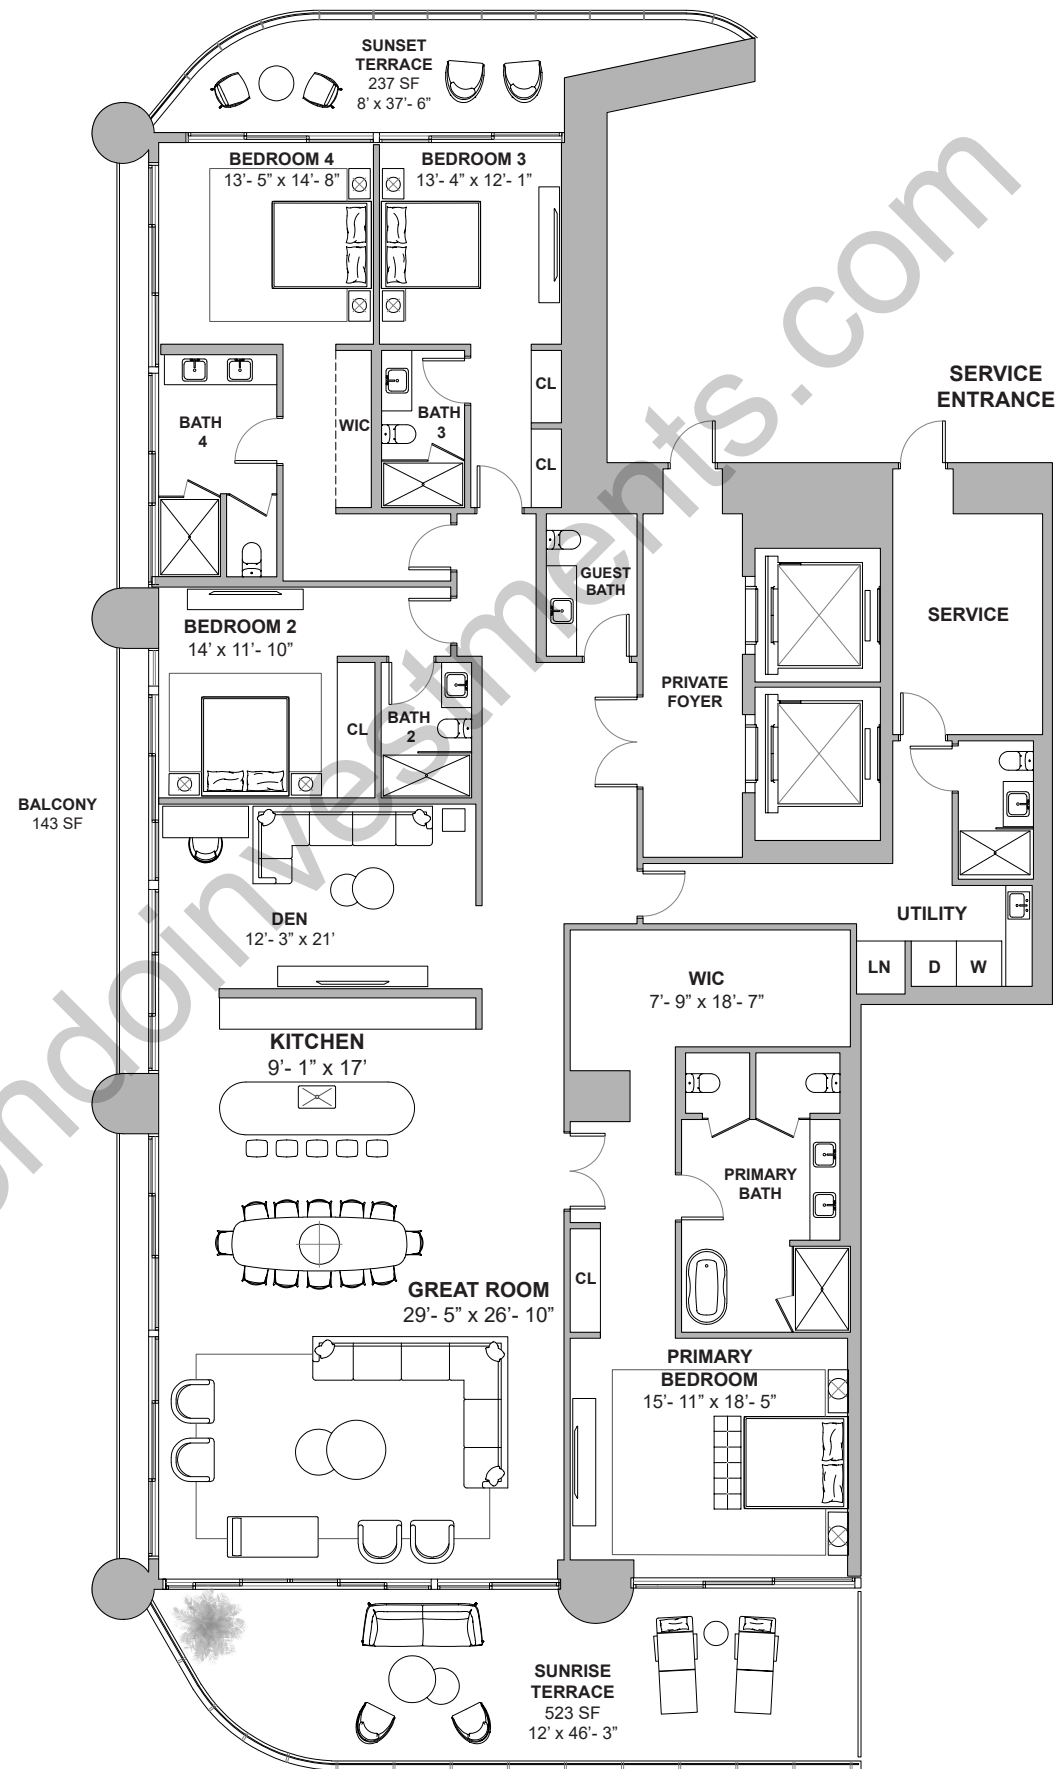 SUNSET
TERRACE
237 SF
8’ x 37’- 6”
BEDROOM 4
13’- 5” x 14’- 8”
BEDROOM 3
13’- 4” x 12’- 1”
SERVICE
ENTRANCE
CL
BATH
4
WIC
BATH
3
CL
GUEST
BATH
SERVICE
BEDROOM 2
14’ x 11’- 10”
PRIVATE
FOYER
CL
BATH
2
BALCONY
143 SF
DEN
12’- 3” x 21’
UTILITY
LN
D
W
WIC
7’- 9” x 18’- 7”
KITCHEN
9’- 1” x 17’
PRIMARY
BATH
CL
GREAT ROOM
29’- 5” x 26’- 10”
PRIMARY
BEDROOM
15’- 11” x 18’- 5”
SUNRISE
TERRACE
523 SF
12’ x 46’- 3”
ondoinvestments.com